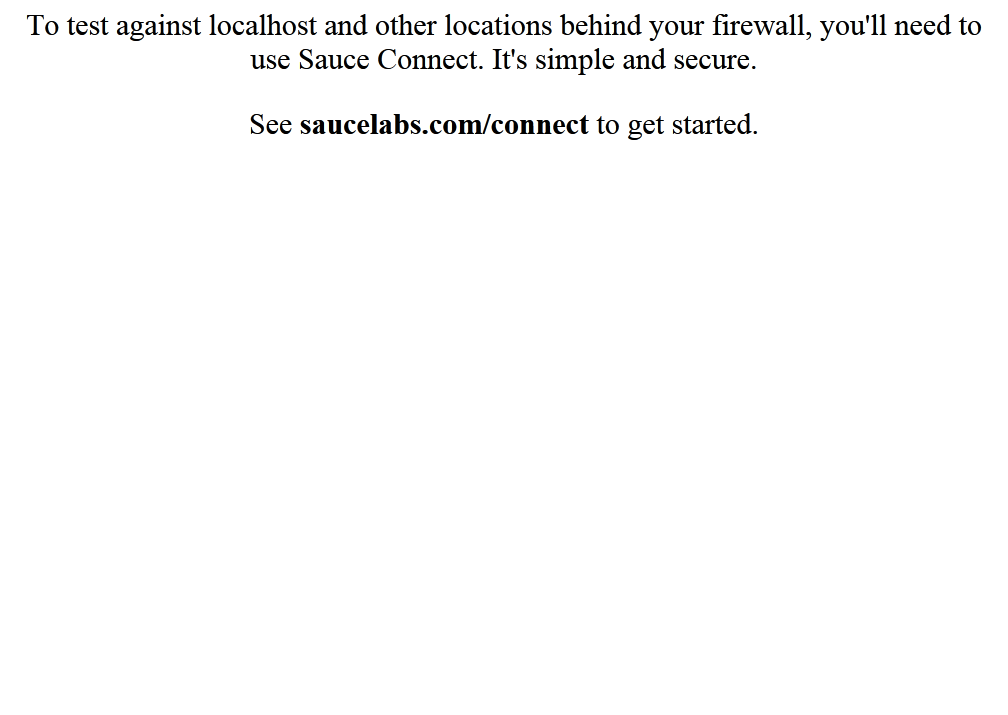 To test against localhost and other locations behind your firewall, you'll need to
use Sauce Connect. It's simple and secure.
See saucelabs.com/connect to get started.